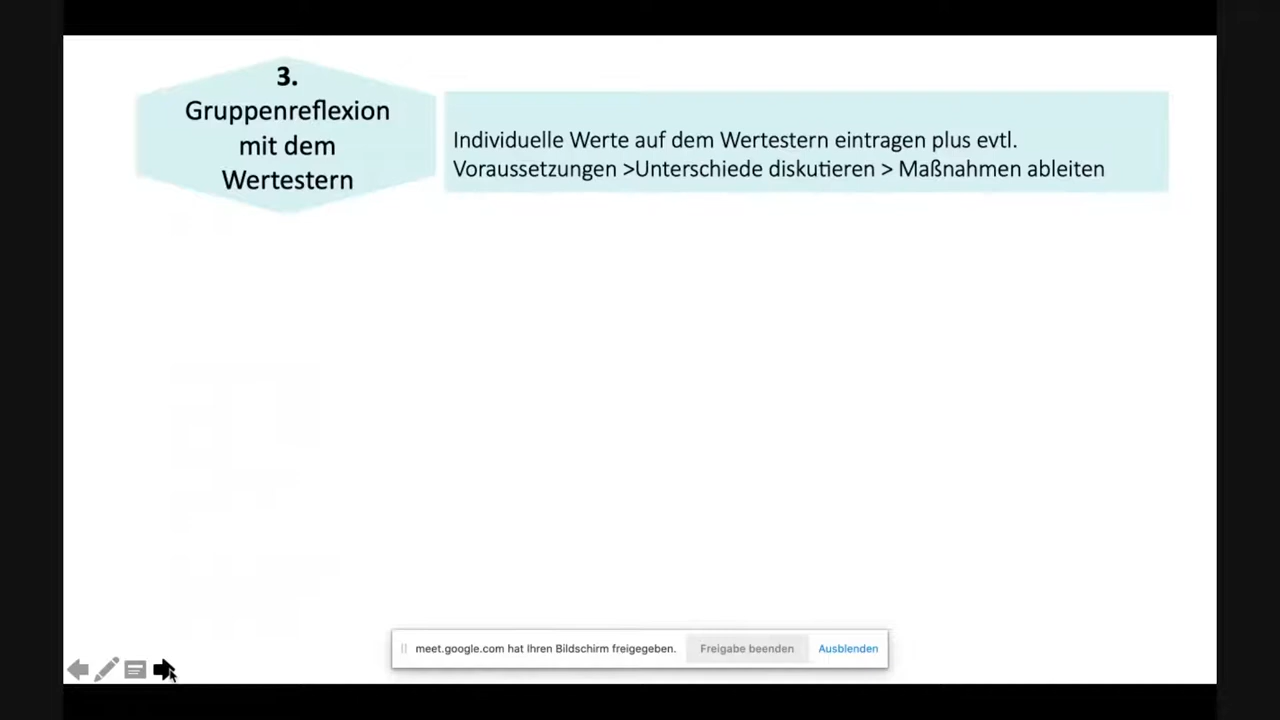 3.
Gruppenreflexion
mit dem
Wertestern
Individuelle Werte auf dem Wertestern eintragen plus evtl.
Voraussetzungen >Unterschiede diskutieren > Maßnahmen ableiten
meet.google.com hat Ihren Bildschirm freigegeben.
Freigabe beenden
Ausblenden